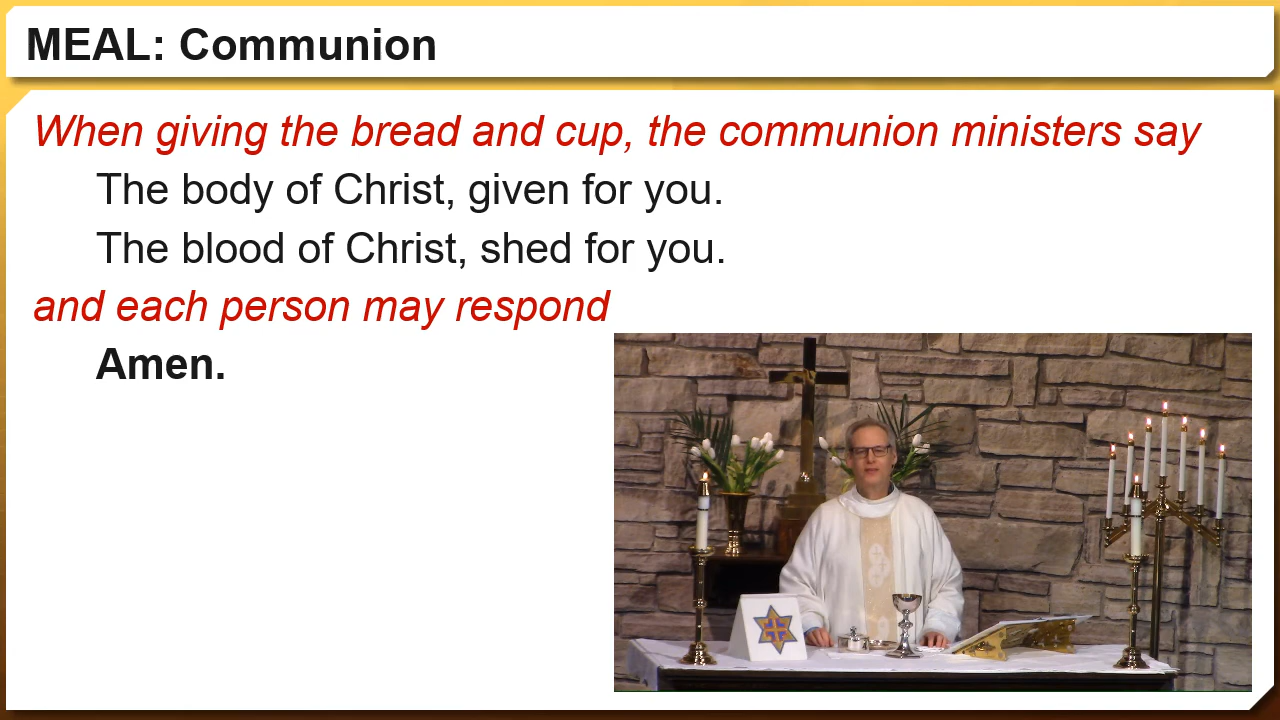 MEAL: Communion
When giving the bread and cup, the communion ministers say
The body of Christ, given for you.
The blood of Christ, shed for you.
and each person may respond
Amen.